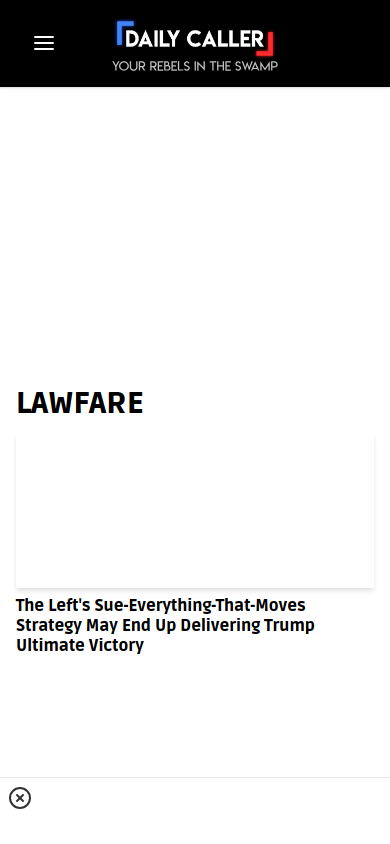 DAILY CALLER
YOUR REBELS IN THE SWAMP
LAWFARE
The Left's Sue-Everything-That-Moves
Strategy May End Up Delivering Trump
Ultimate Victory